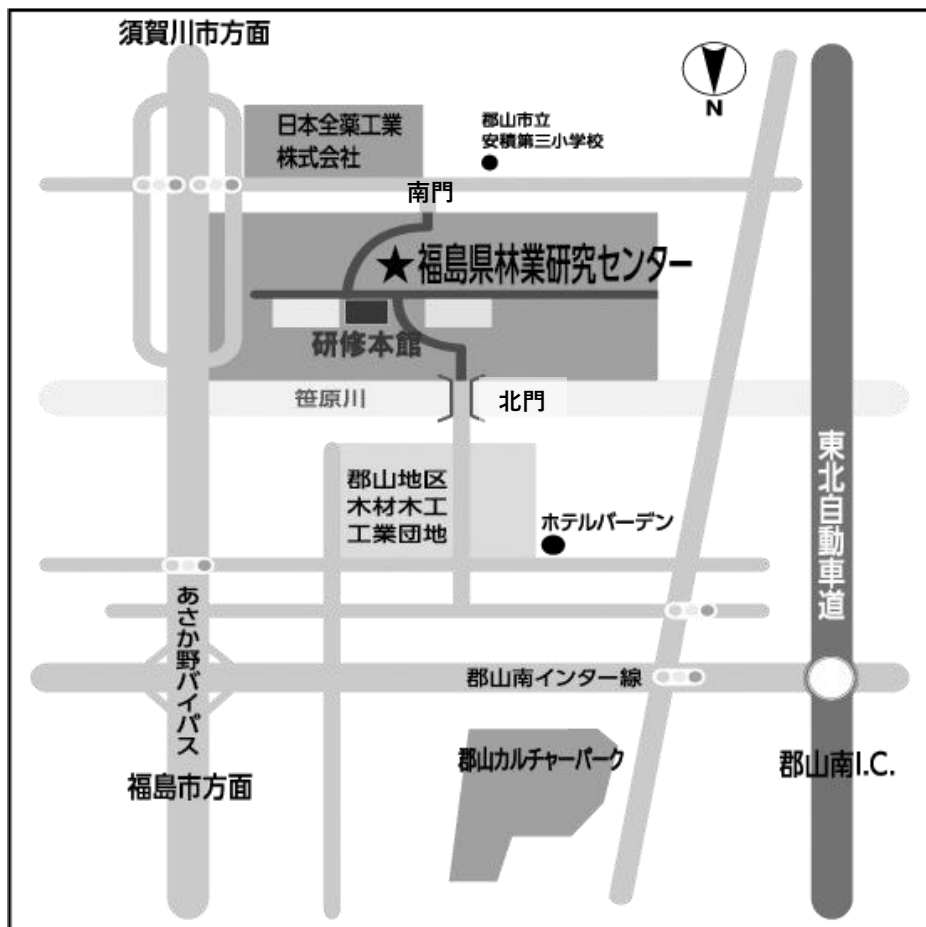 須賀川市方面
N
日本全薬工業
株式会社
郡山市立
安積第三小学校
南門
★福島県林業研究センター
研修本館
笹原川
北門
郡山地区
木材木工
工業団地
ホテルバーデン
東北自動車道
あさか野バイパス
郡山南インター線
郡山カルチャーパーク
郡山南I.C.
福島市方面